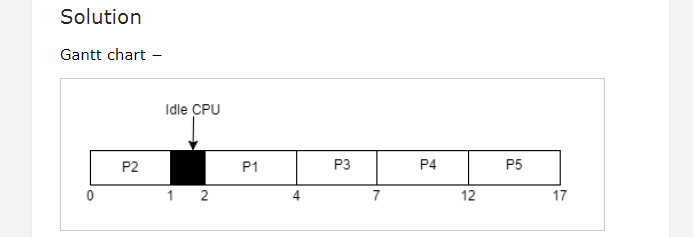 Solution
Gantt chart −
Idle CPU
P2 P1 P3 P4 P5
0 1 2 4 7 12 17